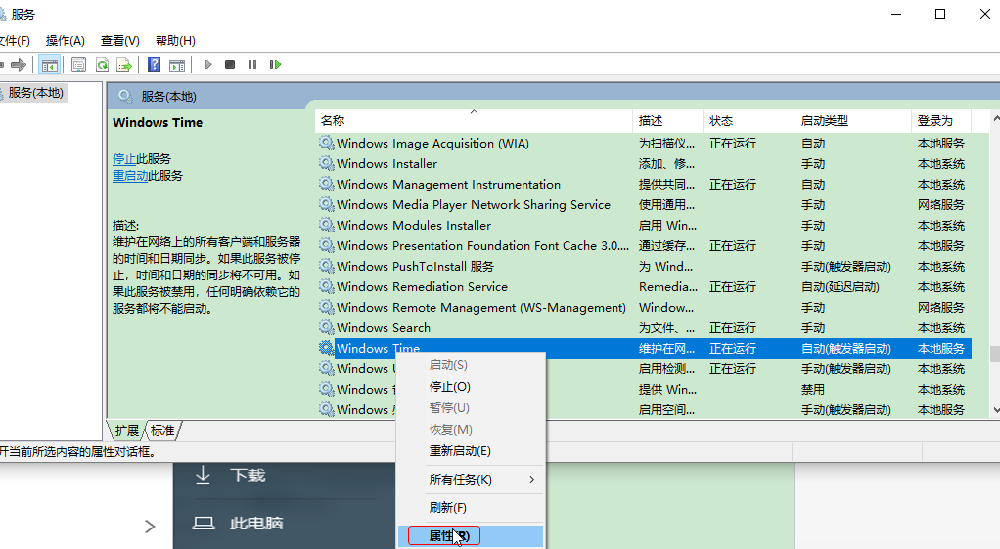 服务
文件(F) 操作(A) 查看(V) 帮助(H)
服务(本地)
服务(本地)
Windows Time
停止此服务
重启动此服务
描述:
维护在网络上的所有客户端和服务器
的时间和日期同步。如果此服务被停
止，时间和日期的同步将不可用。如
果此服务被禁用，任何明确依赖它的
服务都将不能启动。
名称 描述 状态 启动类型 登录为
Windows Image Acquisition (WIA) 为扫描仪... 正在运行 自动 本地服务
Windows Installer 添加、修... 手动 本地系统
Windows Management Instrumentation 提供共同... 正在运行 自动 本地系统
Windows Media Player Network Sharing Service 使用通用... 手动 网络服务
Windows Modules Installer 启用 Win... 手动 本地系统
Windows Presentation Foundation Font Cache 3.0.... 通过缓存... 正在运行 手动 本地服务
Windows PushToInstall 服务 为 Wind... 手动(触发器启动) 本地系统
Windows Remediation Service Remedia... 正在运行 自动(延迟启动) 本地系统
Windows Remote Management (WS-Management) Window... 手动 网络服务
Windows Search 为文件、... 正在运行 手动 本地系统
Windows Time 维护在网... 正在运行 自动(触发器启动) 本地服务
Windows 启用检测... 正在运行 手动(触发器启动) 本地系统
Windows 提供 Win... 禁用 本地系统
Windows 启用空间... 手动(触发器启动) 本地服务
启动(S)
停止(O)
暂停(U)
恢复(M)
重新启动(E)
所有任务(K)
刷新(F)
属性(R)
扩展 标准
开当前所选内容的属性对话框。
下载
此电脑